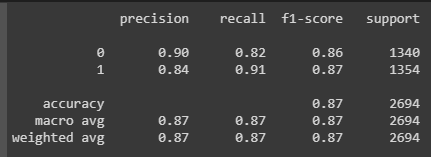 precision recall f1-score support
0 0.90 0.82 0.86 1340
1 0.84 0.91 0.87 1354
accuracy 0.87 2694
macro avg 0.87 0.87 0.87 2694
weighted avg 0.87 0.87 0.87 2694